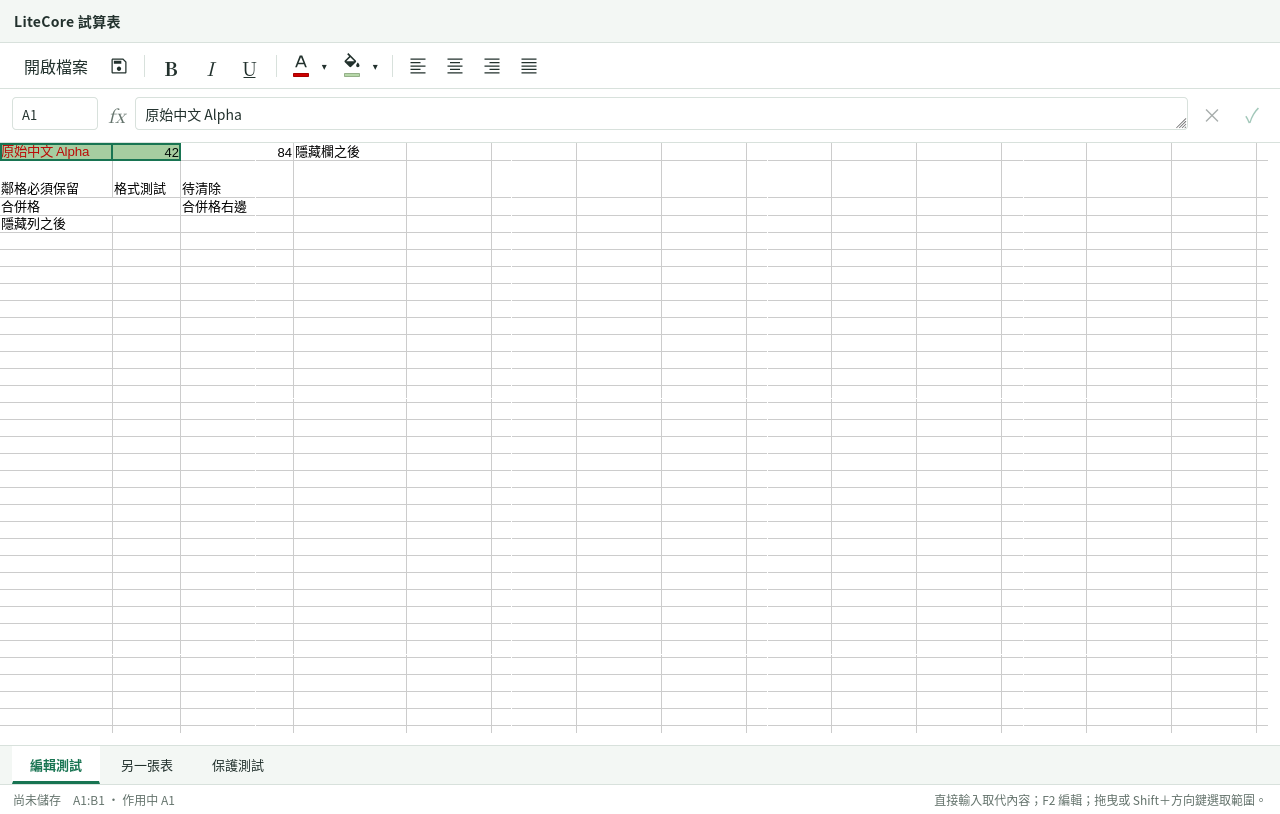 LiteCore 試算表
開啟檔案 B I U A ▾ ▾
A1 fx 原始中文 Alpha
原始中文 Alpha 42 84 隱藏欄之後
鄰格必須保留 格式測試 待清除
合併格 合併格右邊
隱藏列之後
編輯測試 另一張表 保護測試
尚未儲存 A1:B1 · 作用中 A1 直接輸入取代內容；F2 編輯；拖曳或 Shift＋方向鍵選取範圍。